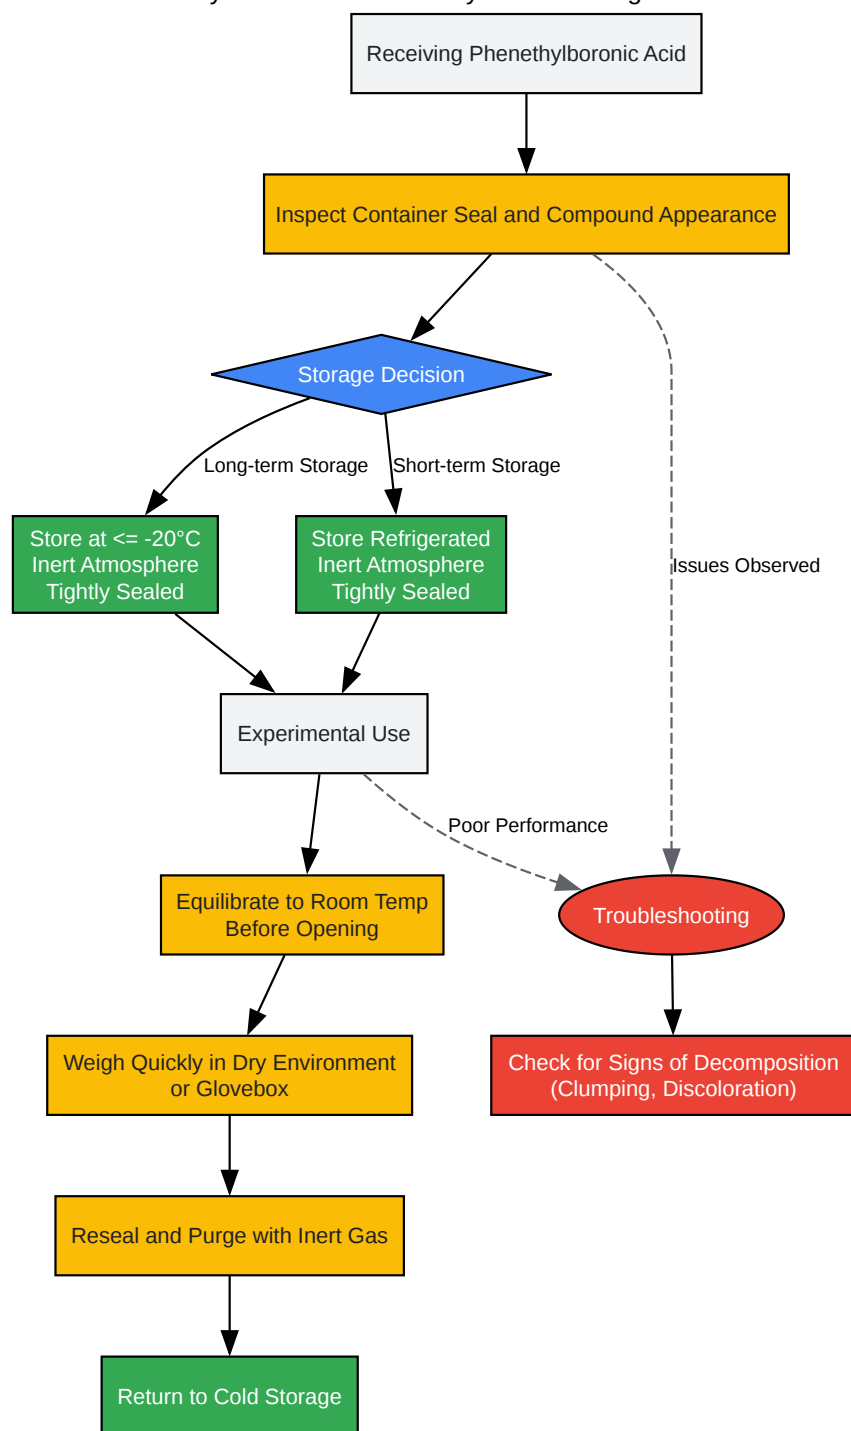 Receiving Phenethylboronic Acid
Inspect Container Seal and Compound Appearance
Storage Decision
Long-term Storage
Short-term Storage
Store at <= -20°C
Inert Atmosphere
Tightly Sealed
Store Refrigerated
Inert Atmosphere
Tightly Sealed
Issues Observed
Experimental Use
Poor Performance
Equilibrate to Room Temp
Before Opening
Troubleshooting
Weigh Quickly in Dry Environment
or Glovebox
Check for Signs of Decomposition
(Clumping, Discoloration)
Reseal and Purge with Inert Gas
Return to Cold Storage